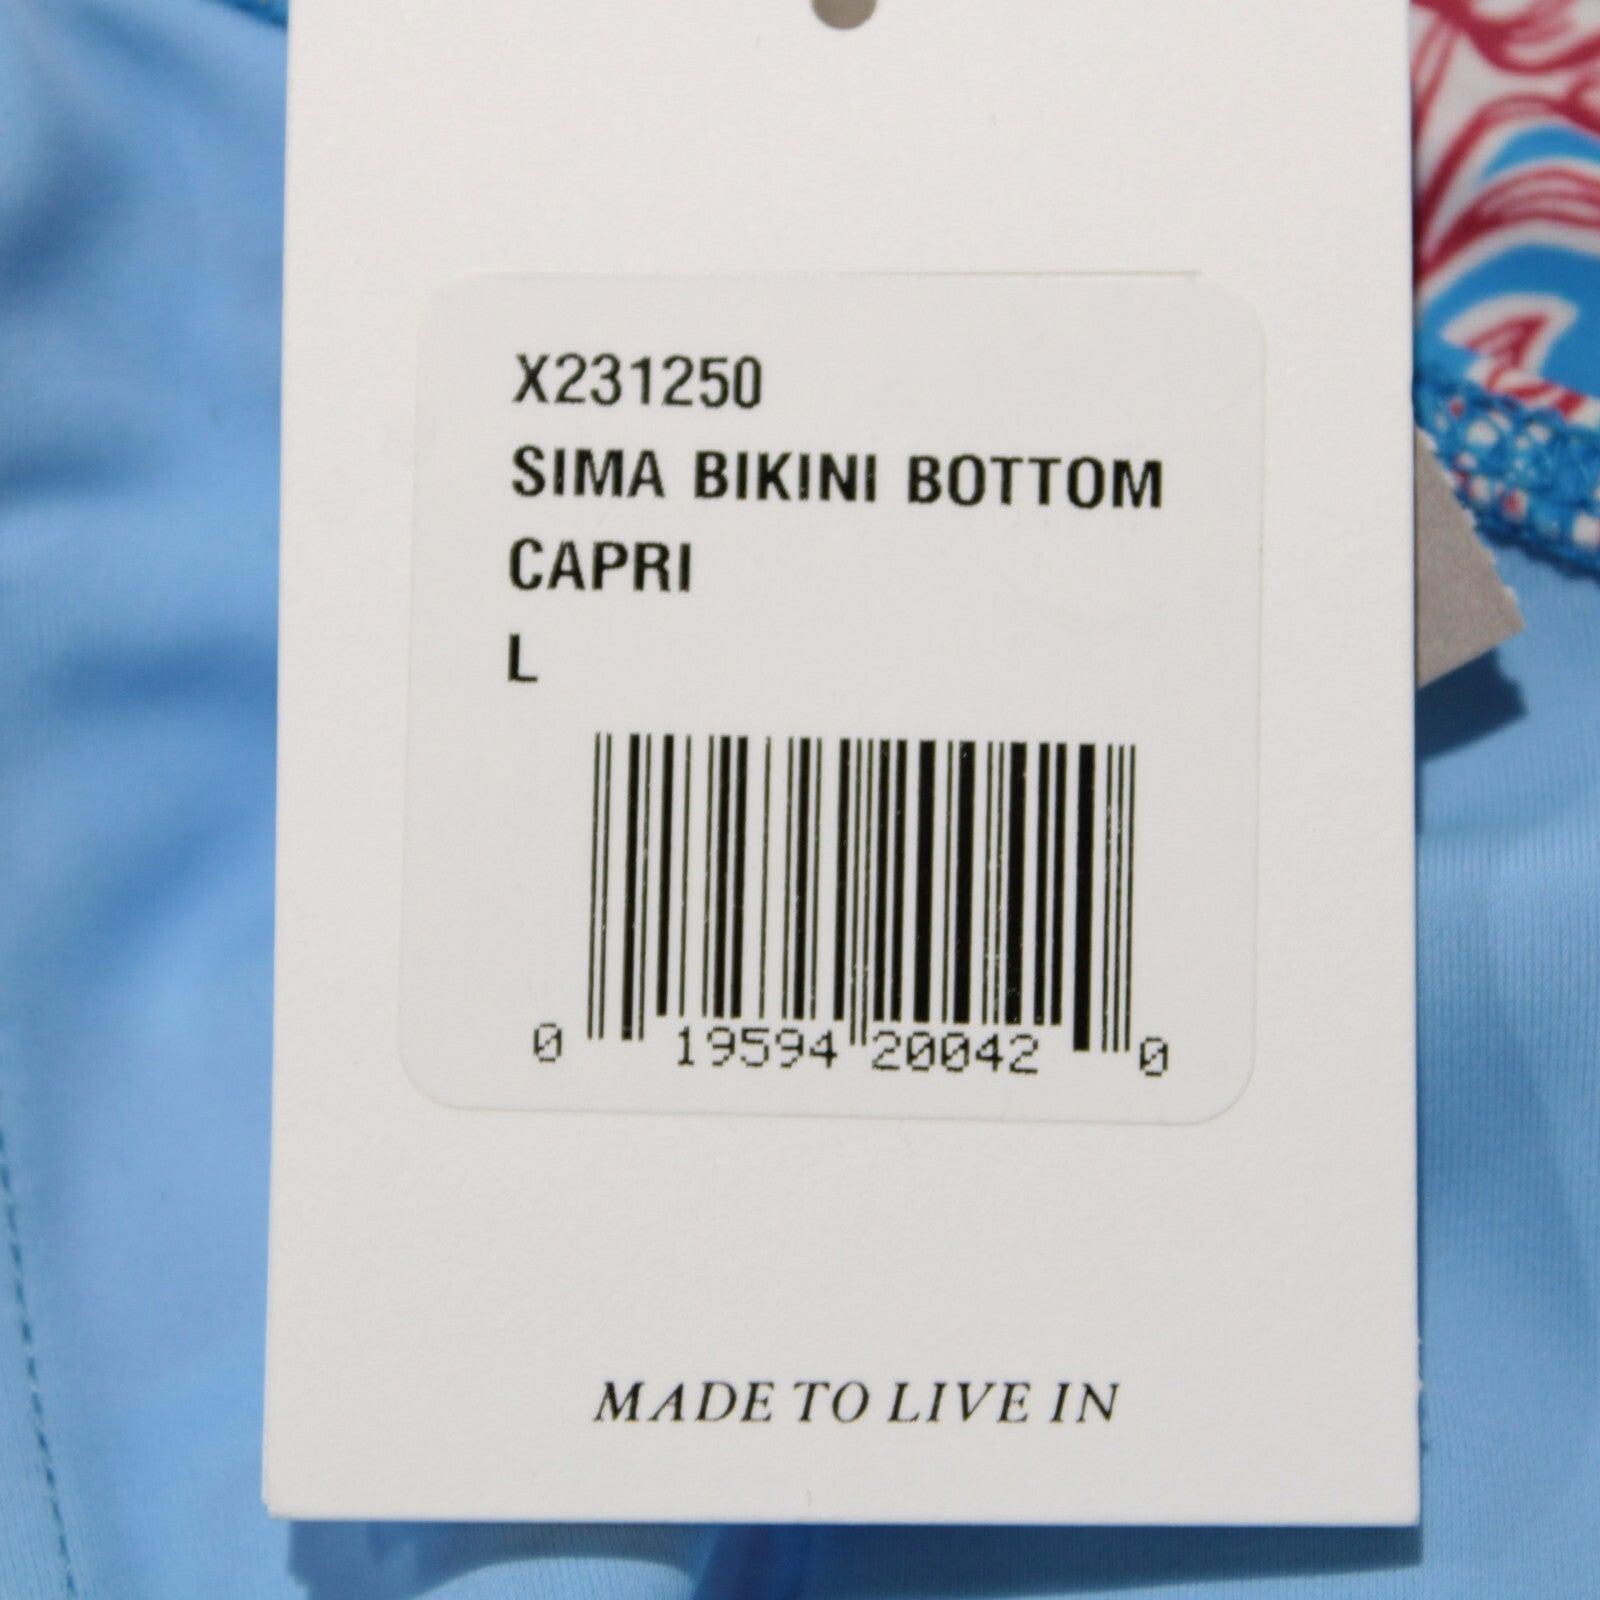 X231250
SIMA BIKINI BOTTOM
CAPRI
L
0 19594 20042 0
MADE TO LIVE IN